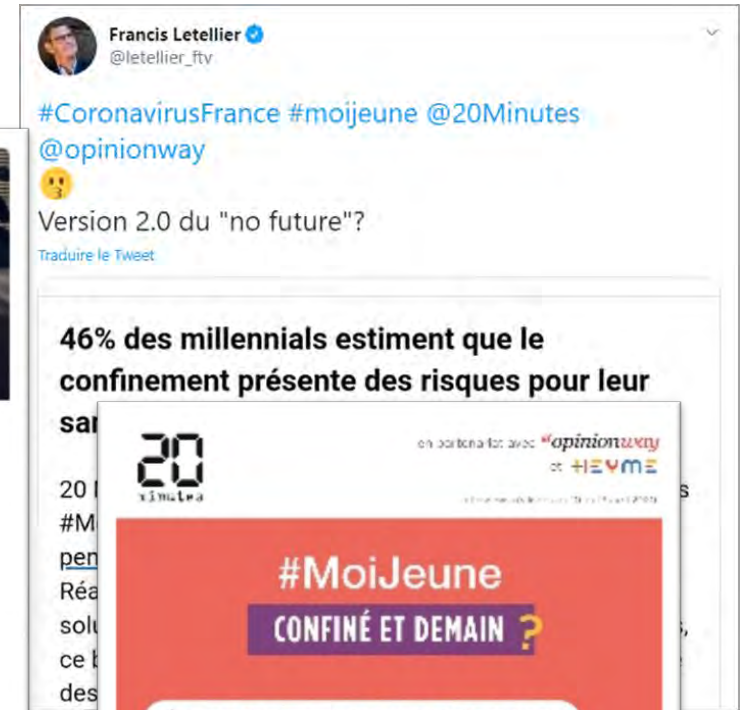 Francis Letellier
@letellier_ftv
#CoronavirusFrance #moijeune @20Minutes
@opinionway
Version 2.0 du "no future"?
Traduire le Tweet
46% des millennials estiment que le
confinement présente des risques pour leur
20
minutes
en partenariat avec "opinionway
et HEYME
#MoiJeune
CONFINÉ ET DEMAIN ?
20
#M
pen
Réa
solu
ce
des